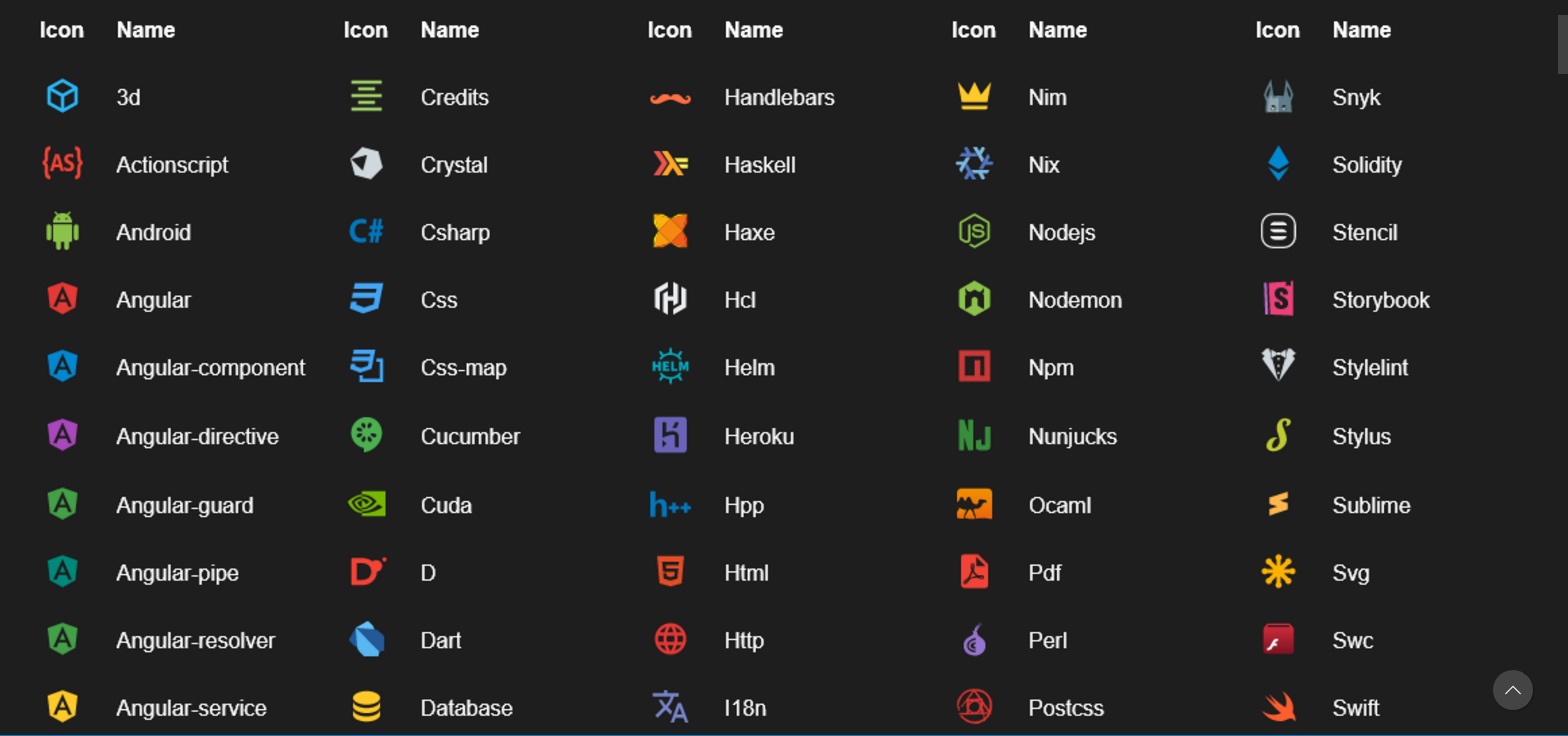 Icon Name Icon Name Icon Name Icon Name Icon Name
3d Credits Handlebars Nim Snyk
{AS} Actionscript Crystal Haskell Nix Solidity
Android C# Csharp Haxe JS Nodejs Stencil
A Angular Css Hcl Nodemon S Storybook
A Angular-component Css-map HELM Helm Npm Stylelint
A Angular-directive Cucumber Heroku NJ Nunjucks Stylus
A Angular-guard Cuda h++ Hpp Ocaml Sublime
A Angular-pipe D D 5 Html Pdf Svg
A Angular-resolver Dart Http Perl Swc
A Angular-service Database 文A I18n Postcss Swift